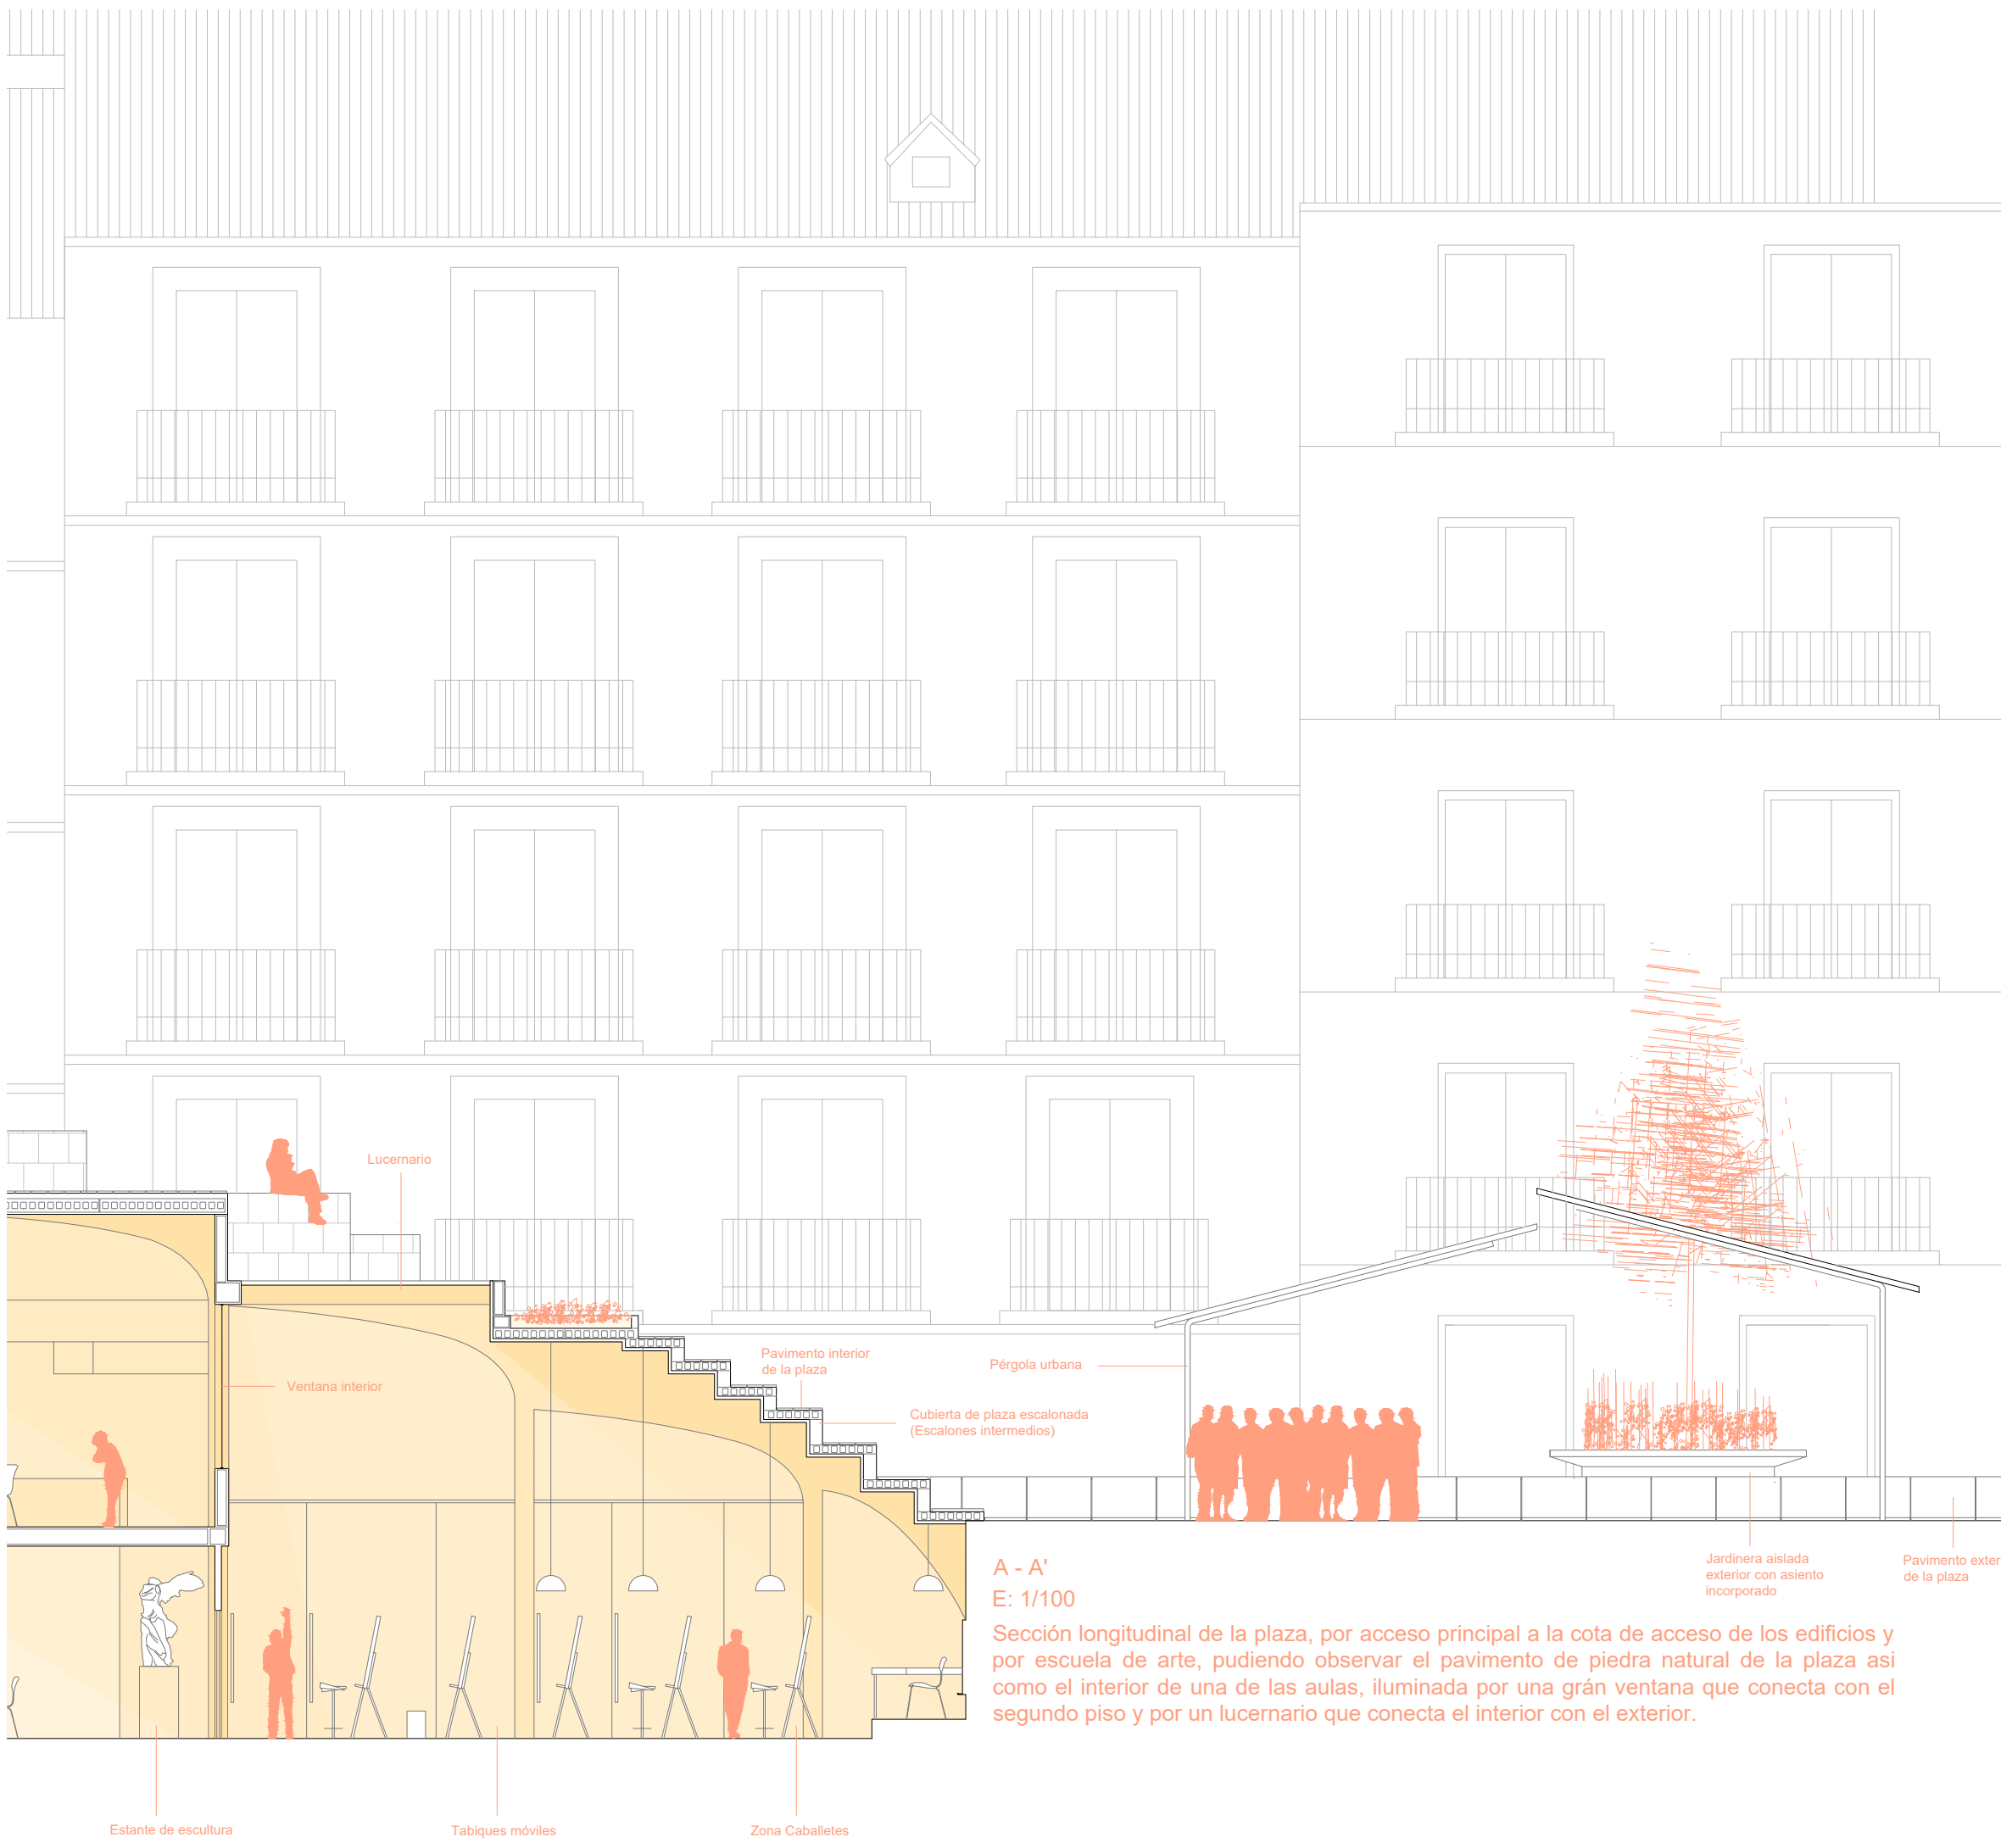 Lucernario
Pavimento interior
de la plaza
Pérgola urbana
Ventana interior
Cubierta de plaza escalonada
(Escalones intermedios)
A - A'
E: 1/100
Sección longitudinal de la plaza, por acceso principal a la cota de acceso de los edificios y
por escuela de arte, pudiendo observar el pavimento de piedra natural de la plaza asi
como el interior de una de las aulas, iluminada por una grán ventana que conecta con el
segundo piso y por un lucernario que conecta el interior con el exterior.
Jardinera aislada
exterior con asiento
incorporado
Pavimento exter
de la plaza
Estante de escultura
Tabiques móviles
Zona Caballetes